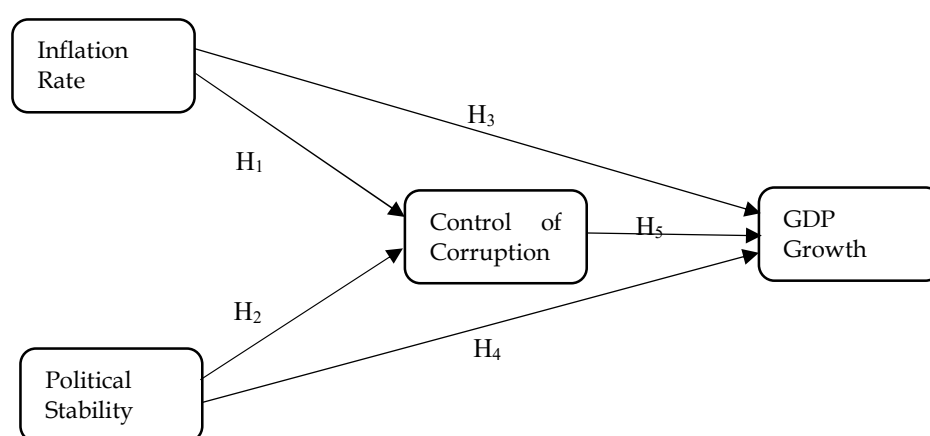 Inflation
Rate
H₃
H₁
Control of
Corruption
H₅
GDP
Growth
H₂
H₄
Political
Stability